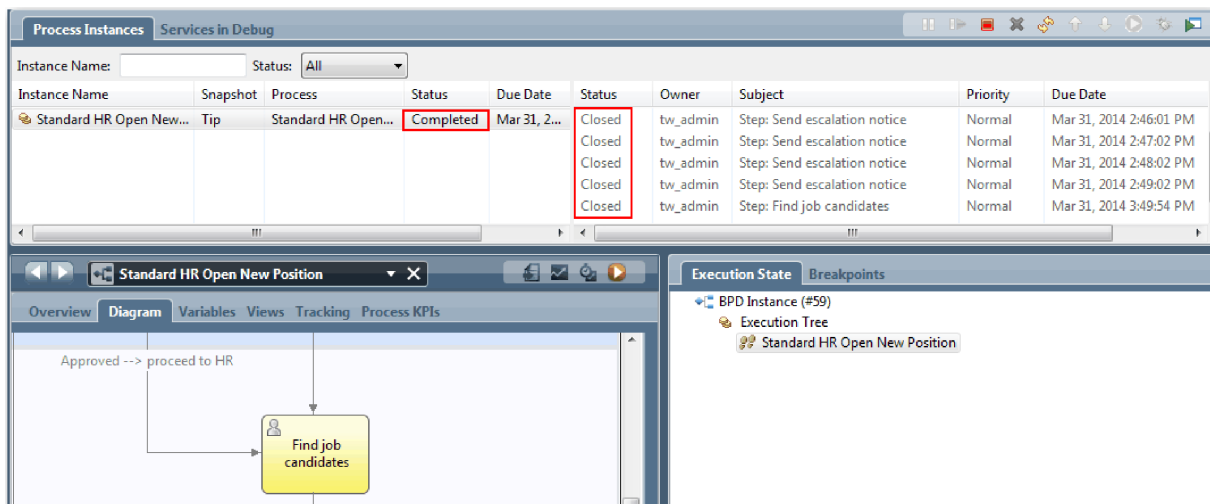 Process Instances Services in Debug
Instance Name: Status: All
Instance Name Snapshot Process Status Due Date Status Owner Subject Priority Due Date
Standard HR Open New... Tip Standard HR Open... Completed Mar 31, 2... Closed tw_admin Step: Send escalation notice Normal Mar 31, 2014 2:46:01 PM
Closed tw_admin Step: Send escalation notice Normal Mar 31, 2014 2:47:02 PM
Closed tw_admin Step: Send escalation notice Normal Mar 31, 2014 2:48:02 PM
Closed tw_admin Step: Send escalation notice Normal Mar 31, 2014 2:49:02 PM
Closed tw_admin Step: Find job candidates Normal Mar 31, 2014 3:49:54 PM
Standard HR Open New Position
Overview Diagram Variables Views Tracking Process KPIs
Approved --> proceed to HR
Find job
candidates
Execution State Breakpoints
BPD Instance (#59)
Execution Tree
Standard HR Open New Position